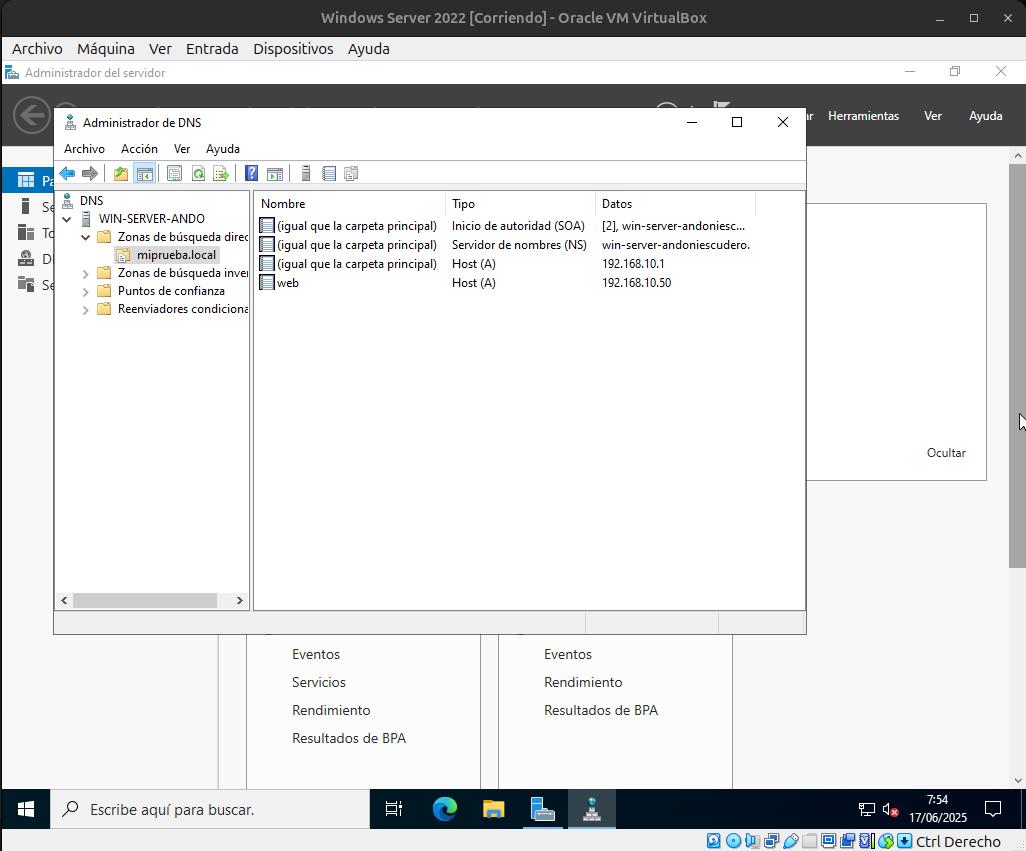 Windows Server 2022 [Corriendo] - Oracle VM VirtualBox
Archivo Máquina Ver Entrada Dispositivos Ayuda
Administrador del servidor
Herramientas Ver Ayuda
Administrador de DNS
Archivo Acción Ver Ayuda
DNS
WIN-SERVER-ANDO
Zonas de búsqueda direc
miprueba.local
Zonas de búsqueda inver
Puntos de confianza
Reenviadores condiciona
Nombre Tipo Datos
(igual que la carpeta principal) Inicio de autoridad (SOA) [2], win-server-andoniesc...
(igual que la carpeta principal) Servidor de nombres (NS) win-server-andoniescudero.
(igual que la carpeta principal) Host (A) 192.168.10.1
web Host (A) 192.168.10.50
Ocultar
Eventos
Servicios
Rendimiento
Resultados de BPA
Eventos
Rendimiento
Resultados de BPA
Escribe aquí para buscar.
7:54
17/06/2025
Ctrl Derecho